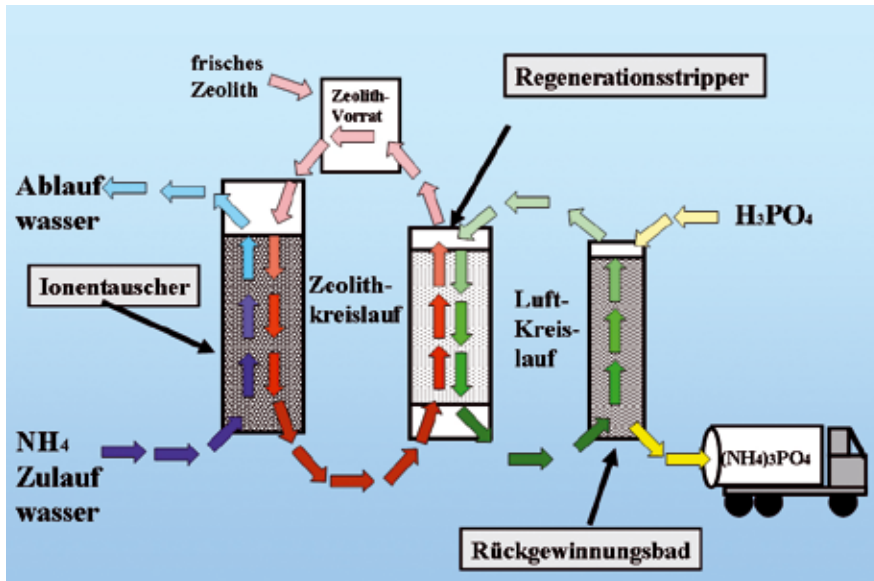 frisches
Zeolith
Zeolith-
Vorrat
Regenerationsstripper
Ablauf
wasser
H₃PO₄
Ionentauscher
Zeolith-
kreislauf
Luft-
Kreis-
lauf
NH₄
Zulauf
wasser
(NH₄)₃PO₄
Rückgewinnungsbad